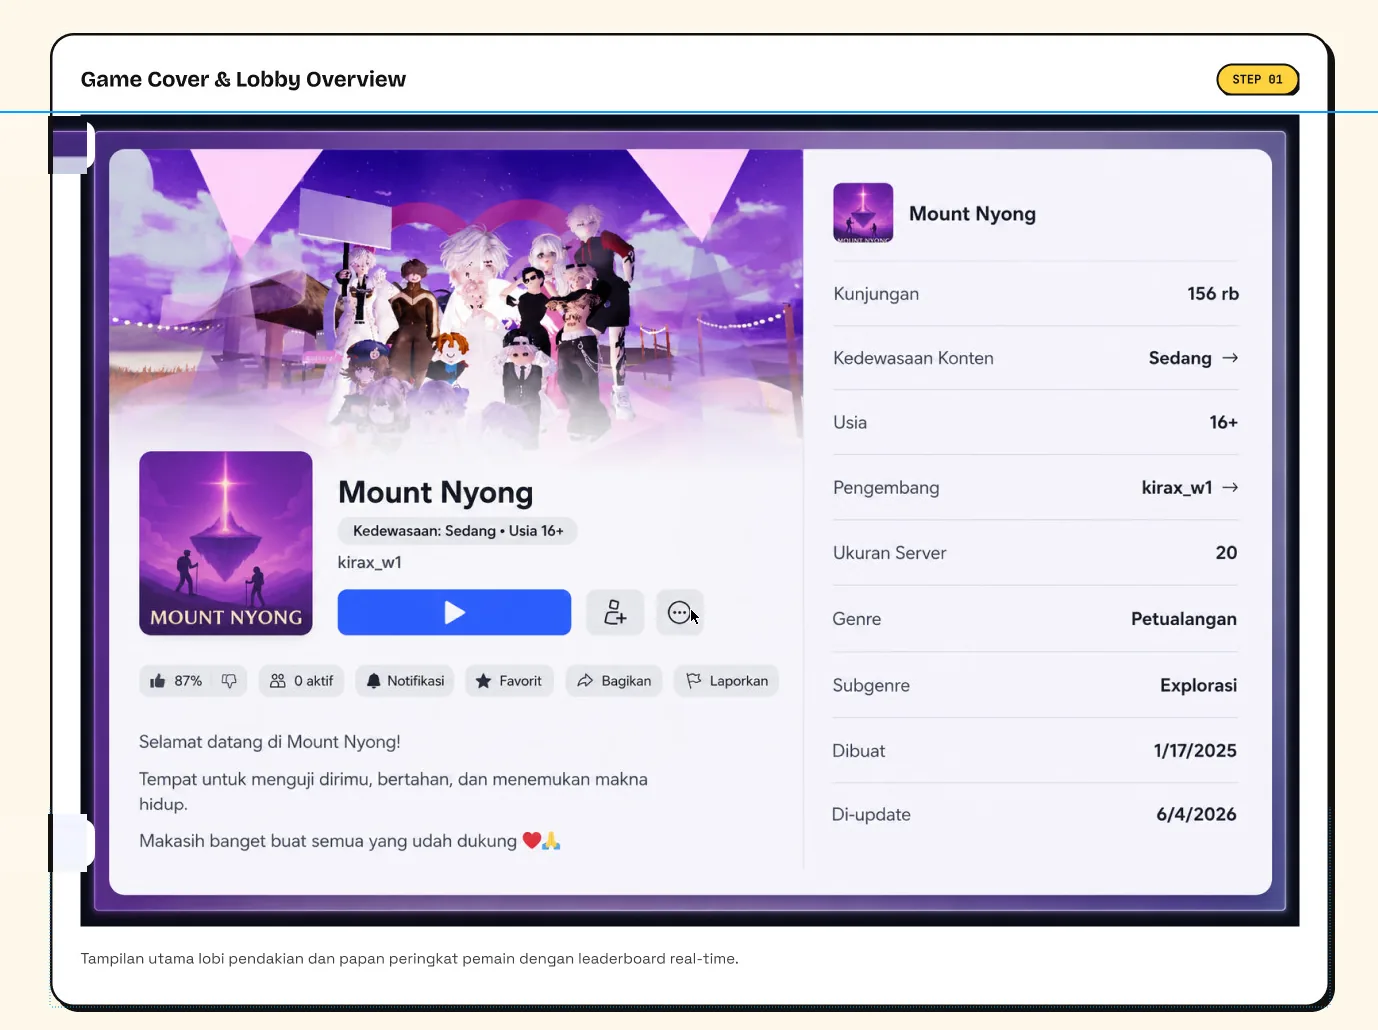 Game Cover & Lobby Overview
STEP 01
Mount Nyong
Kedewasaan: Sedang • Usia 16+
kirax_w1
MOUNT NYONG
87%
0 aktif
Notifikasi
Favorit
Bagikan
Laporkan
Selamat datang di Mount Nyong!
Tempat untuk menguji dirimu, bertahan, dan menemukan makna
hidup.
Makasih banget buat semua yang udah dukung ❤️🙏
MOUNT NYONG
Mount Nyong
Kunjungan 156 rb
Kedewasaan Konten Sedang →
Usia 16+
Pengembang kirax_w1 →
Ukuran Server 20
Genre Petualangan
Subgenre Explorasi
Dibuat 1/17/2025
Di-update 6/4/2026
Tampilan utama lobi pendakian dan papan peringkat pemain dengan leaderboard real-time.